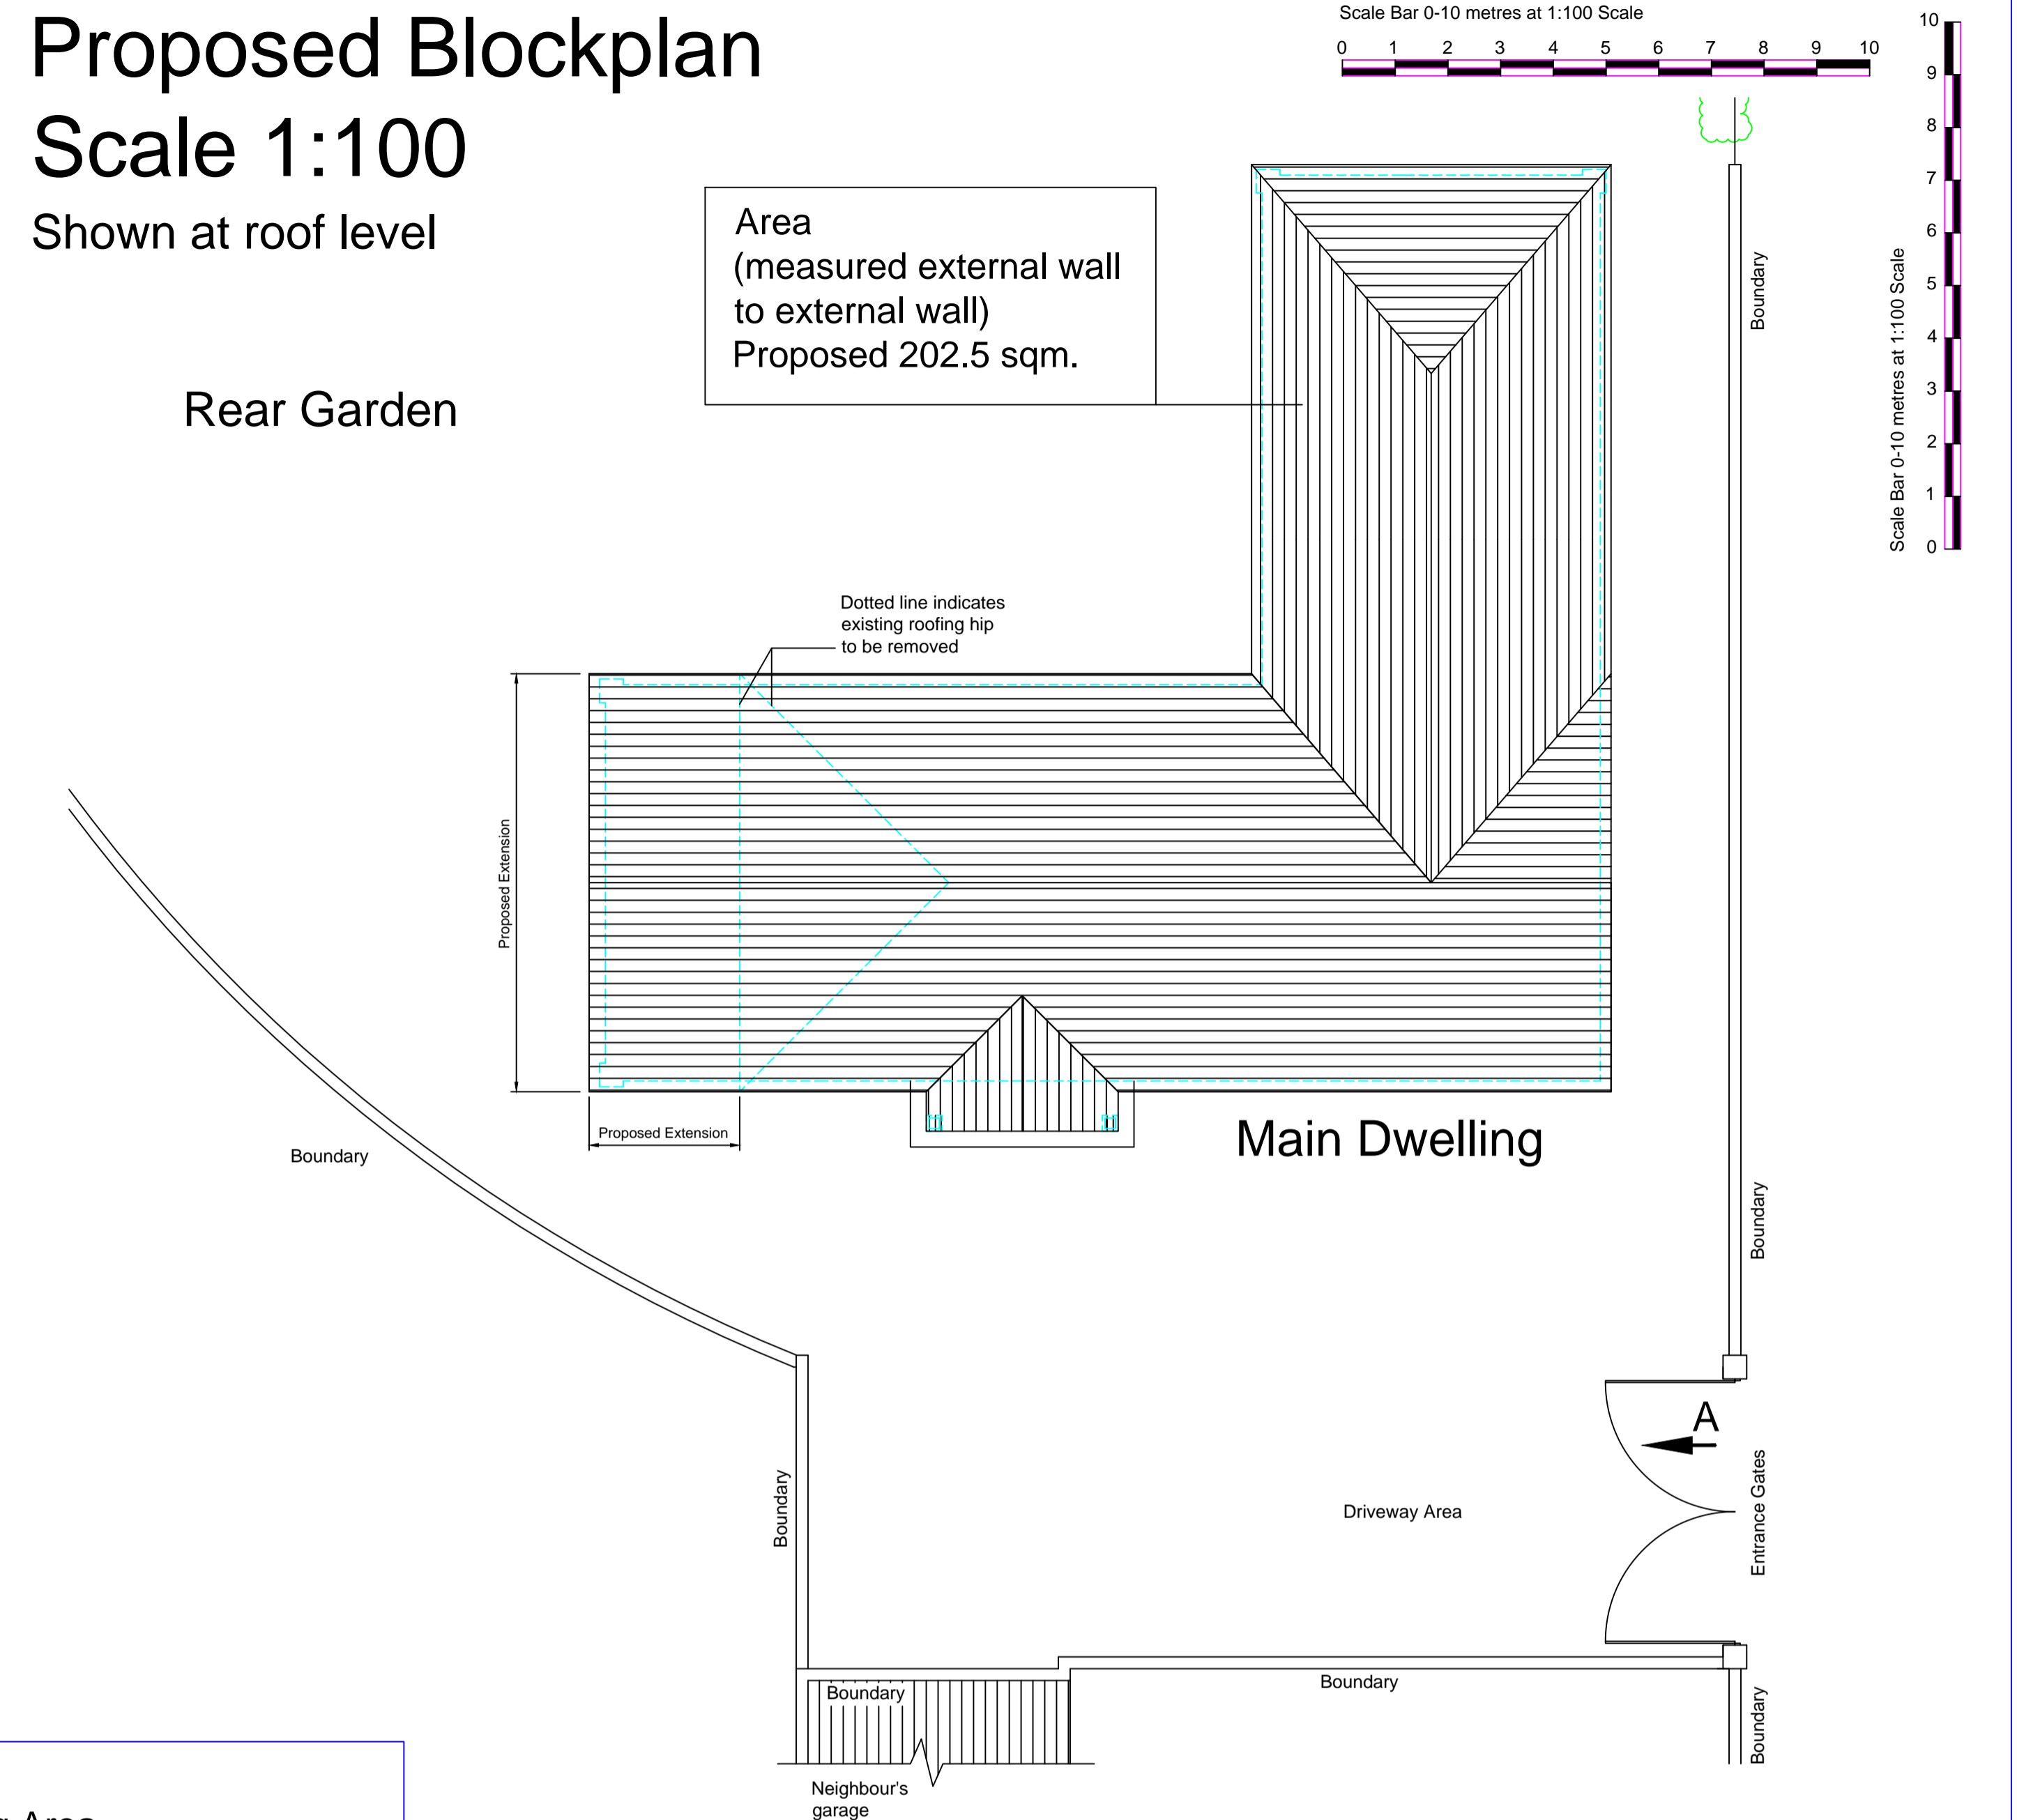 Proposed Blockplan
Scale 1:100
Shown at roof level
Scale Bar 0-10 metres at 1:100 Scale
0 1 2 3 4 5 6 7 8 9 10
10
9
8
7
6
5
4
3
2
1
0
Scale Bar 0-10 metres at 1:100 Scale
Area
(measured external wall
to external wall)
Proposed 202.5 sqm.
Boundary
Rear Garden
Dotted line indicates
existing roofing hip
to be removed
Proposed Extension
Proposed Extension
Main Dwelling
Boundary
Boundary
A
Entrance Gates
Driveway Area
Boundary
Boundary
Boundary
Boundary
Neighbour's
garage
Area